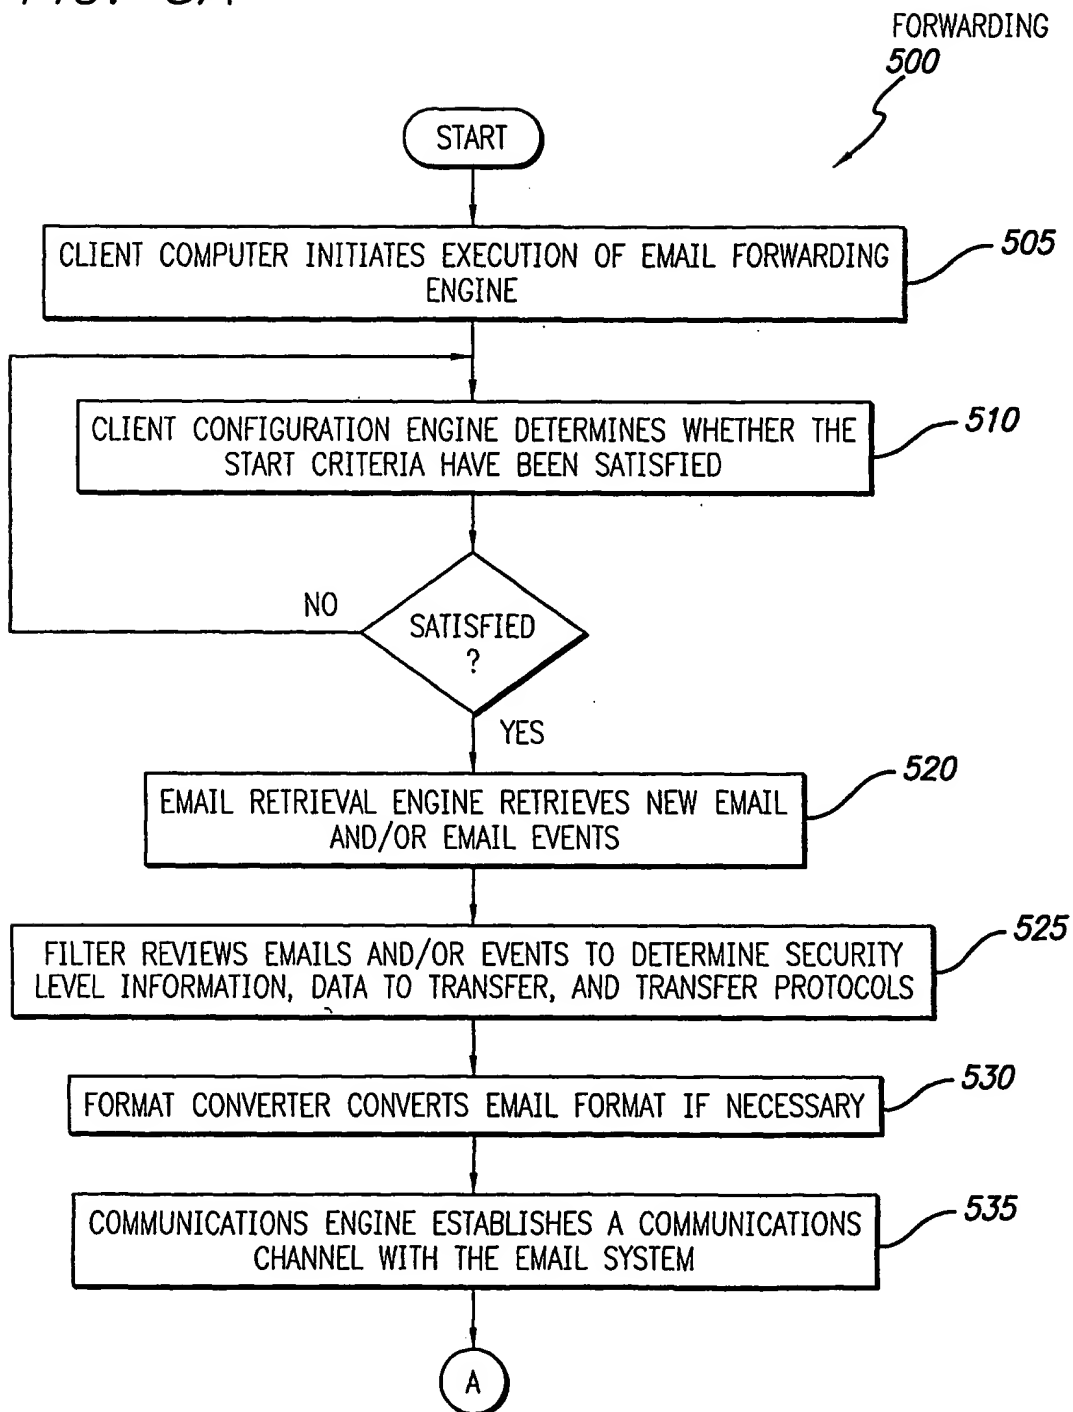 FORWARDING
500
START
CLIENT COMPUTER INITIATES EXECUTION OF EMAIL FORWARDING
ENGINE
505
CLIENT CONFIGURATION ENGINE DETERMINES WHETHER THE
START CRITERIA HAVE BEEN SATISFIED
510
NO
SATISFIED
?
YES
EMAIL RETRIEVAL ENGINE RETRIEVES NEW EMAIL
AND/OR EMAIL EVENTS
520
FILTER REVIEWS EMAILS AND/OR EVENTS TO DETERMINE SECURITY
LEVEL INFORMATION, DATA TO TRANSFER, AND TRANSFER PROTOCOLS
525
FORMAT CONVERTER CONVERTS EMAIL FORMAT IF NECESSARY
530
COMMUNICATIONS ENGINE ESTABLISHES A COMMUNICATIONS
CHANNEL WITH THE EMAIL SYSTEM
535
A